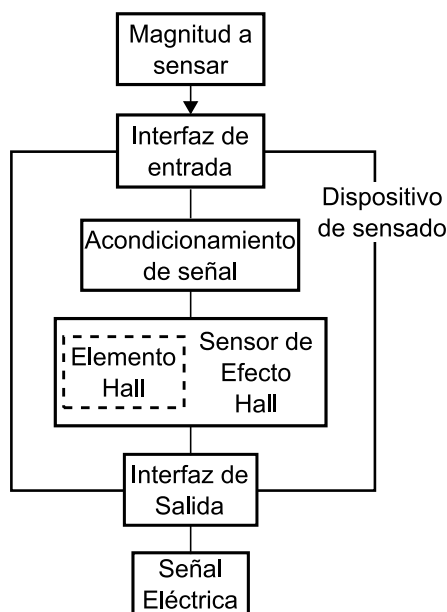 Magnitud a
sensar
Interfaz de
entrada
Dispositivo
de sensado
Acondicionamiento
de señal
Elemento
Hall
Sensor de
Efecto
Hall
Interfaz de
Salida
Señal
Eléctrica